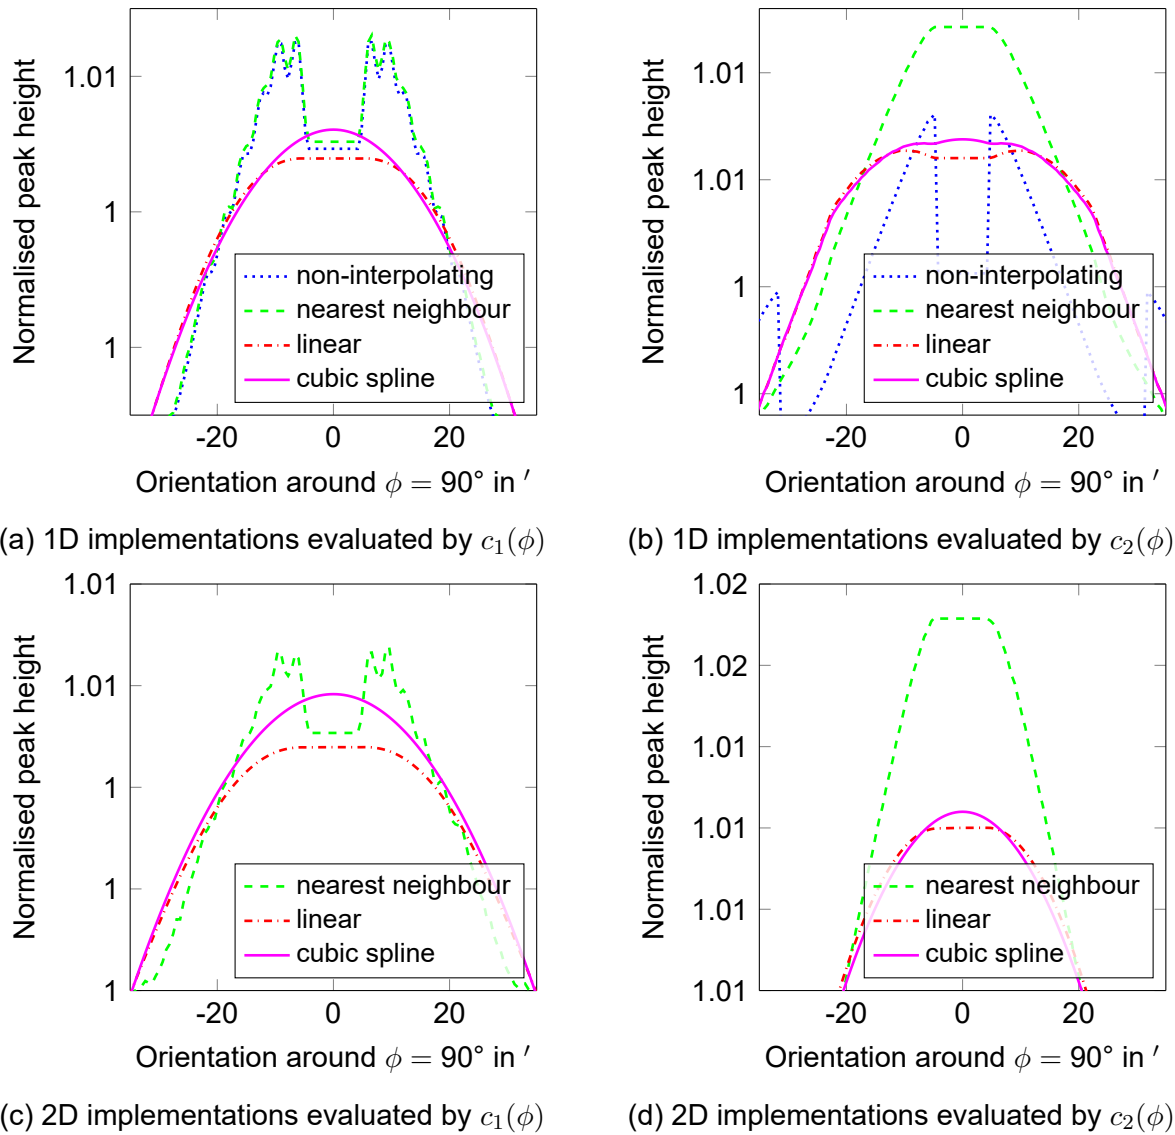 Normalised peak height
1.01
1
1
non-interpolating
nearest neighbour
linear
cubic spline
-20 0 20
Orientation around ϕ = 90° in ′
(a) 1D implementations evaluated by c₁(ϕ)
Normalised peak height
1.01
1.01
1
1
non-interpolating
nearest neighbour
linear
cubic spline
-20 0 20
Orientation around ϕ = 90° in ′
(b) 1D implementations evaluated by c₂(ϕ)
Normalised peak height
1.01
1.01
1
1
1
nearest neighbour
linear
cubic spline
-20 0 20
Orientation around ϕ = 90° in ′
(c) 2D implementations evaluated by c₁(ϕ)
Normalised peak height
1.02
1.02
1.01
1.01
1.01
1.01
nearest neighbour
linear
cubic spline
-20 0 20
Orientation around ϕ = 90° in ′
(d) 2D implementations evaluated by c₂(ϕ)